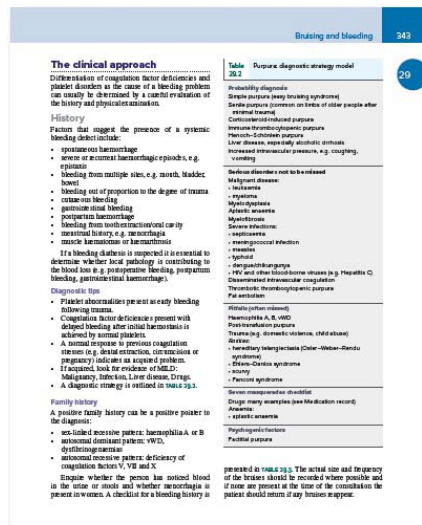 Bruising and bleeding 343
29
The clinical approach
Differentiation of coagulation factor deficiencies and
platelet disorders as the cause of a bleeding problem
can usually be determined by a careful evaluation of
the history and physical examination.
History
Factors that suggest the presence of a systemic
bleeding defect include:
• spontaneous haemorrhage
• severe or recurrent haemorrhagic episodes, e.g.
epistaxis
• bleeding from multiple sites, e.g. mouth, bladder,
bowel
• bleeding out of proportion to the degree of trauma
• cutaneous bleeding
• gastrointestinal bleeding
• postpartum haemorrhage
• bleeding from tooth extraction/oral cavity
• menstrual history, e.g. menorrhagia
• muscle haematomas or haemarthrosis
If a bleeding diathesis is suspected it is essential to
determine whether local pathology is contributing to
the blood loss (e.g. postoperative bleeding, postpartum
bleeding, gastrointestinal haemorrhage).
Diagnostic tips
• Platelet abnormalities present as early bleeding
following trauma.
• Coagulation factor deficiencies present with
delayed bleeding after initial haemostasis is
achieved by normal platelets.
• A normal response to previous coagulation
stresses (e.g. dental extraction, circumcision or
pregnancy) indicates an acquired problem.
• If acquired, look for evidence of MILD:
Malignancy, Infection, Liver disease, Drugs.
• A diagnostic strategy is outlined in TABLE 29.2.
Family history
A positive family history can be a positive pointer to
the diagnosis:
• sex-linked recessive pattern: haemophilia A or B
• autosomal dominant pattern: vWD,
dysfibrinogenaemias
• autosomal recessive pattern: deficiency of
coagulation factors V, VII and X
Enquire whether the person has noticed blood
in the urine or stools and whether menorrhagia is
present in women. A checklist for a bleeding history is
Table 29.2 Purpura: diagnostic strategy model
Probability diagnosis
Simple purpura (easy bruising syndrome)
Senile purpura (common on limbs of older people after
minimal trauma)
Corticosteroid-induced purpura
Immune thrombocytopenic purpura
Henoch–Schönlein purpura
Liver disease, especially alcoholic cirrhosis
Increased intravascular pressure, e.g. coughing,
vomiting
Serious disorders not to be missed
Malignant disease:
• leukaemia
• myeloma
Myelodysplasia
Aplastic anaemia
Myelofibrosis
Severe infections:
• septicaemia
• meningococcal infection
• measles
• typhoid
• dengue/chikungunya
• HIV and other blood-borne viruses (e.g. Hepatitis C)
Disseminated intravascular coagulation
Thrombotic thrombocytopenic purpura
Fat embolism
Pitfalls (often missed)
Haemophilia A, B, vWD
Post-transfusion purpura
Trauma (e.g. domestic violence, child abuse)
Rarities:
• hereditary telangiectasia (Osler–Weber–Rendu
syndrome)
• Ehlers–Danlos syndrome
• scurvy
• Fanconi syndrome
Seven masquerades checklist
Drugs: many examples (see Medication record)
Anaemia:
• aplastic anaemia
Psychogenic factors
Factitial purpura
presented in TABLE 29.3. The actual size and frequency
of the bruises should be recorded where possible and
if none are present at the time of the consultation the
patient should return if any bruises reappear.